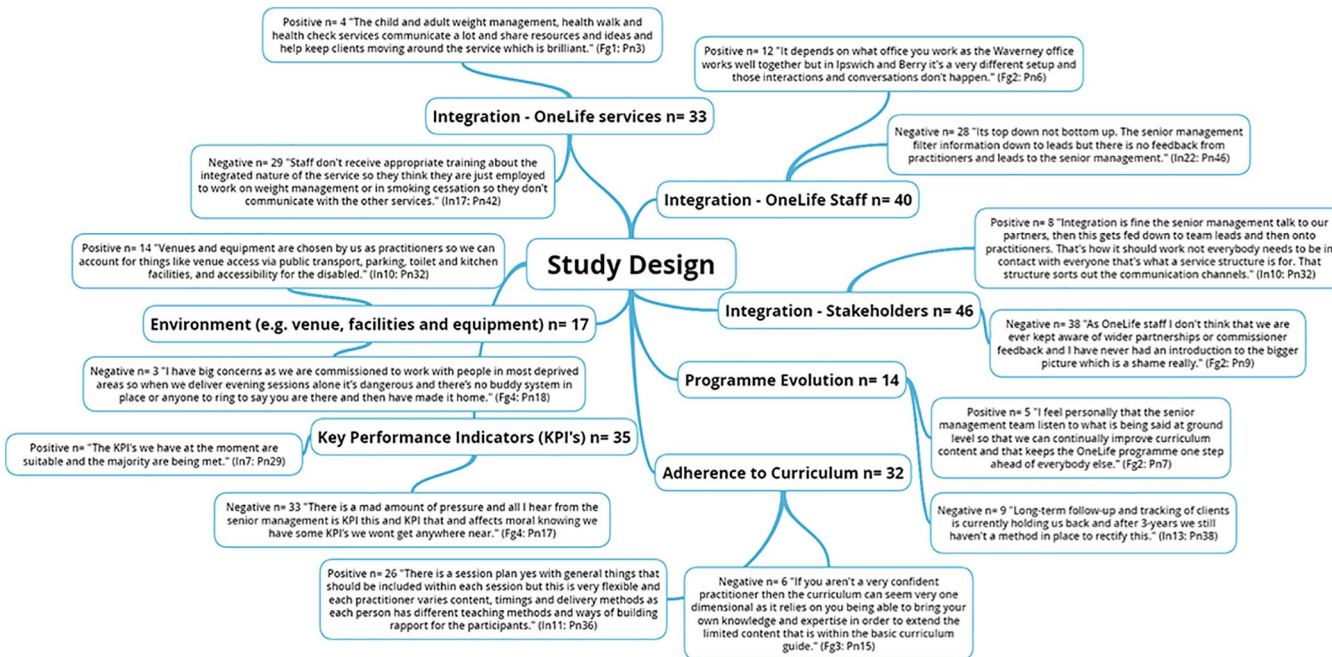 Positive n= 4 "The child and adult weight management, health walk and
health check services communicate a lot and share resources and ideas and
help keep clients moving around the service which is brilliant." (Fg1: Pn3)
Integration - OneLife services n= 33
Negative n= 29 "Staff don't receive appropriate training about the
integrated nature of the service so they think they are just employed
to work on weight management or in smoking cessation so they don't
communicate with the other services." (In17: Pn42)
Positive n= 12 "It depends on what office you work as the Waverney office
works well together but in Ipswich and Berry it's a very different setup and
those interactions and conversations don't happen." (Fg2: Pn6)
Negative n= 28 "Its top down not bottom up. The senior management
filter information down to leads but there is no feedback from
practitioners and leads to the senior management." (In22: Pn46)
Integration - OneLife Staff n= 40
Study Design
Positive n= 14 "Venues and equipment are chosen by us as practitioners so we can
account for things like venue access via public transport, parking, toilet and kitchen
facilities, and accessibility for the disabled." (In10: Pn32)
Environment (e.g. venue, facilities and equipment) n= 17
Negative n= 3 "I have big concerns as we are commissioned to work with people in most deprived
areas so when we deliver evening sessions alone it's dangerous and there's no buddy system in
place or anyone to ring to say you are there and then have made it home." (Fg4: Pn18)
Positive n= 8 "Integration is fine the senior management talk to our
partners, then this gets fed down to team leads and then onto
practitioners. That's how it should work not everybody needs to be in
contact with everyone that's what a service structure is for. That
structure sorts out the communication channels." (In10: Pn32)
Integration - Stakeholders n= 46
Negative n= 38 "As OneLife staff I don't think that we are
ever kept aware of wider partnerships or commissioner
feedback and I have never had an introduction to the bigger
picture which is a shame really." (Fg2: Pn9)
Programme Evolution n= 14
Positive n= 5 "I feel personally that the senior
management team listen to what is being said at ground
level so that we can continually improve curriculum
content and that keeps the OneLife programme one step
ahead of everybody else." (Fg2: Pn7)
Negative n= 9 "Long-term follow-up and tracking of clients
is currently holding us back and after 3-years we still
haven't a method in place to rectify this." (In13: Pn38)
Key Performance Indicators (KPI's) n= 35
Positive n= "The KPI's we have at the moment are
suitable and the majority are being met." (In7: Pn29)
Negative n= 33 "There is a mad amount of pressure and all I hear from the
senior management is KPI this and KPI that and affects moral knowing we
have some KPI's we wont get anywhere near." (Fg4: Pn17)
Adherence to Curriculum n= 32
Positive n= 26 "There is a session plan yes with general things that
should be included within each session but this is very flexible and
each practitioner varies content, timings and delivery methods as
each person has different teaching methods and ways of building
rapport for the participants." (In11: Pn36)
Negative n= 6 "If you aren't a very confident
practitioner then the curriculum can seem very one
dimensional as it relies on you being able to bring your
own knowledge and expertise in order to extend the
limited content that is within the basic curriculum
guide." (Fg3: Pn15)